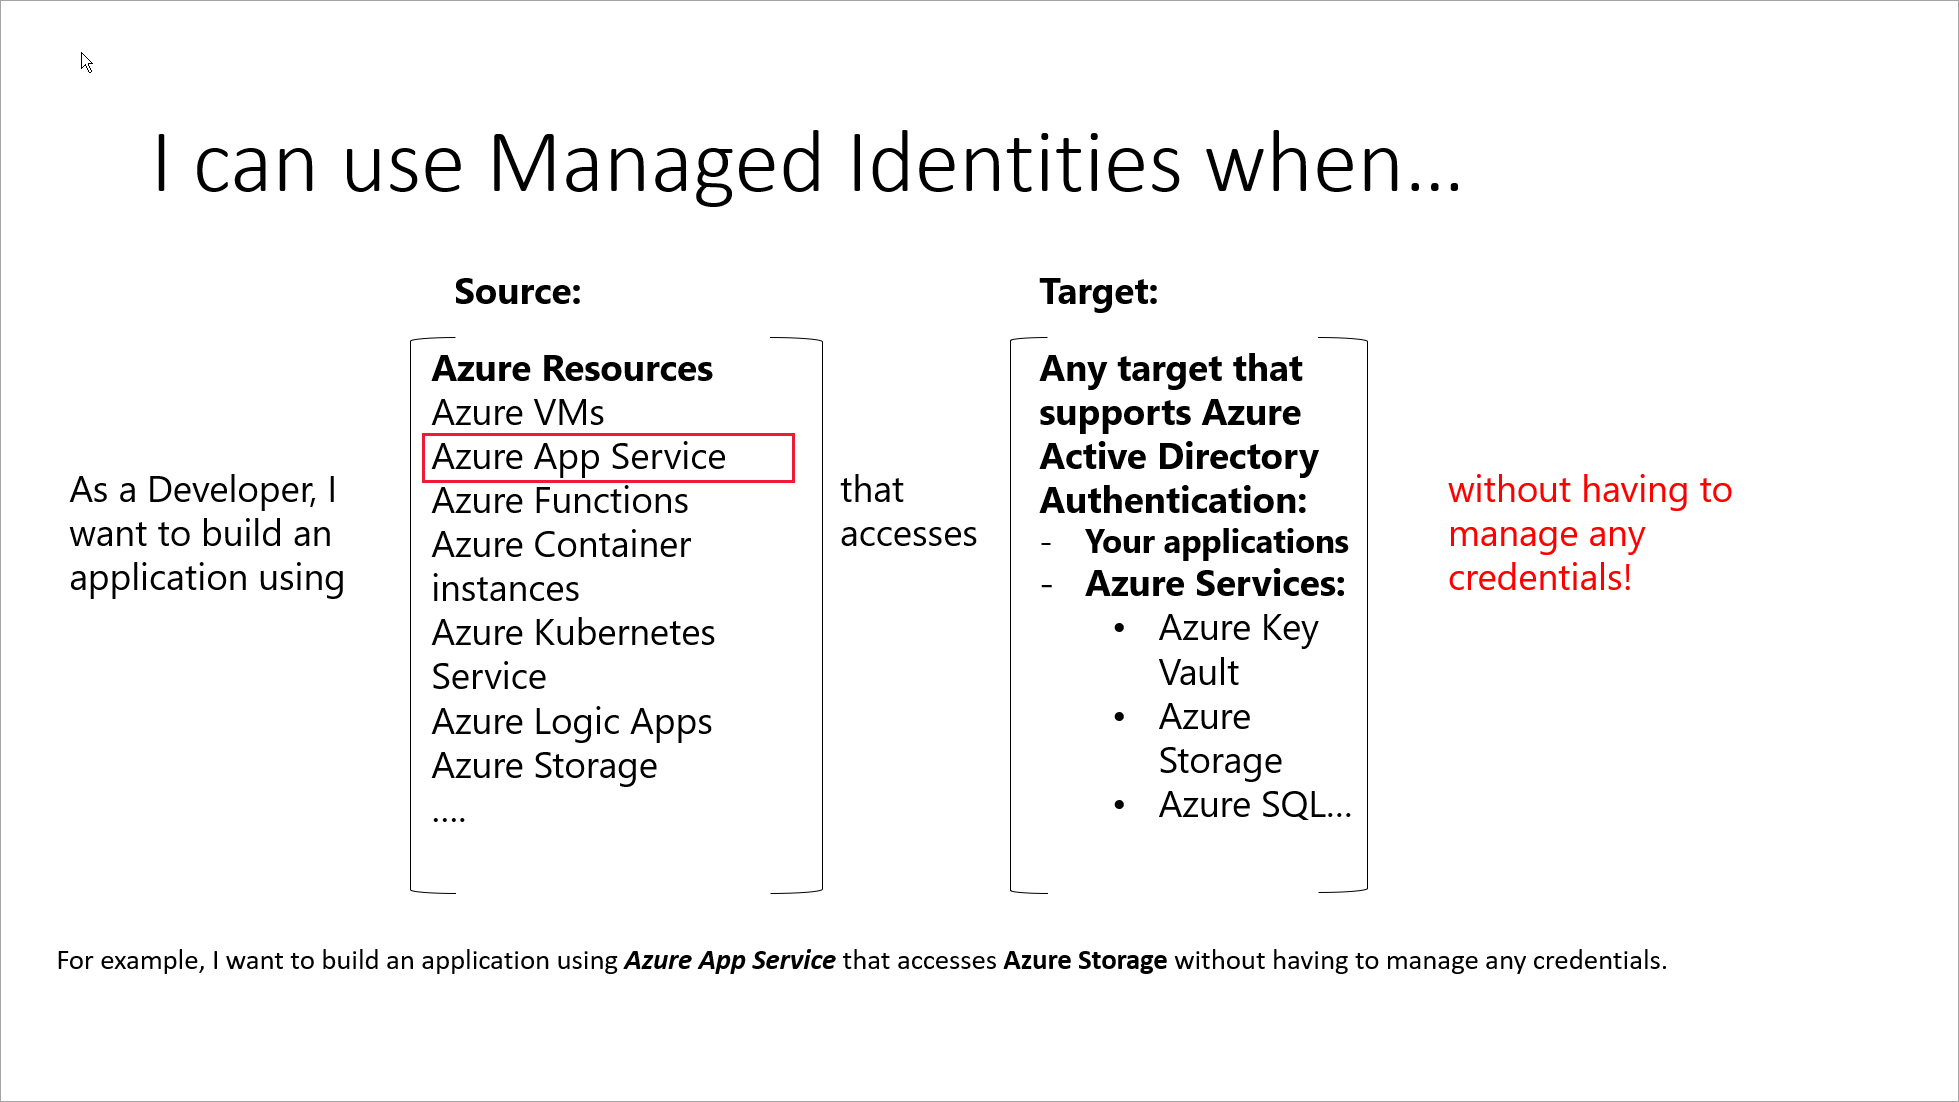 I can use Managed Identities when...
Source:
Target:
As a Developer, I
want to build an
application using
Azure Resources
Azure VMs
Azure App Service
Azure Functions
Azure Container
instances
Azure Kubernetes
Service
Azure Logic Apps
Azure Storage
....
that
accesses
Any target that
supports Azure
Active Directory
Authentication:
- Your applications
- Azure Services:
• Azure Key
Vault
• Azure
Storage
• Azure SQL...
without having to
manage any
credentials!
For example, I want to build an application using Azure App Service that accesses Azure Storage without having to manage any credentials.